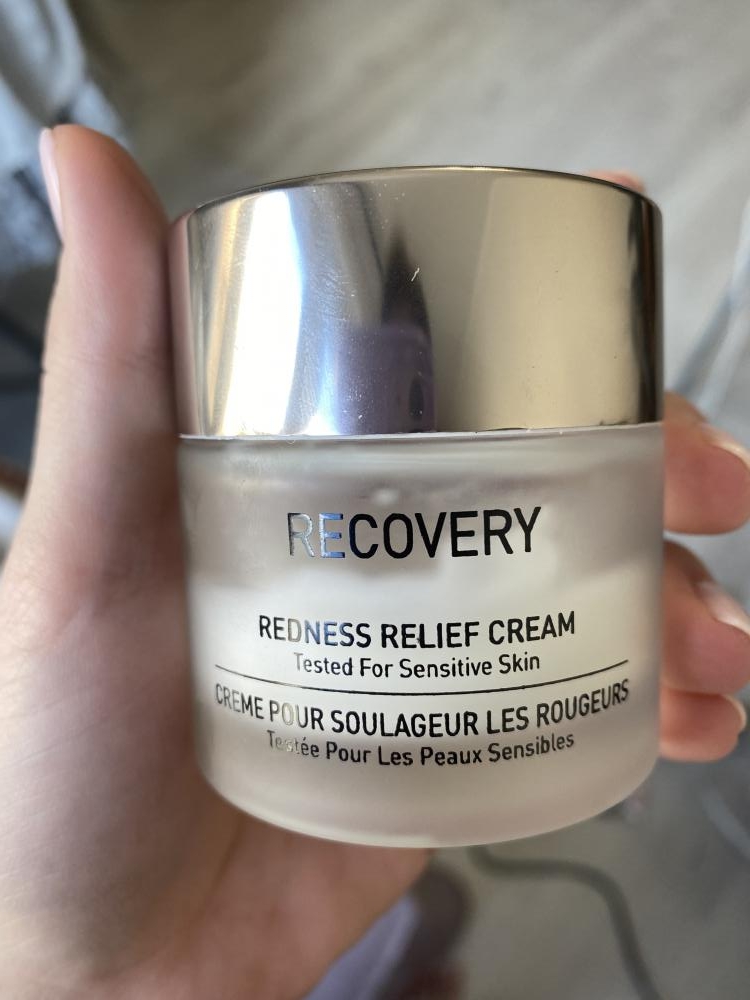 RECOVERY
REDNESS RELIEF CREAM
Tested For Sensitive Skin
CREME POUR SOULAGEUR LES ROUGEURS
Testée Pour Les Peaux Sensibles